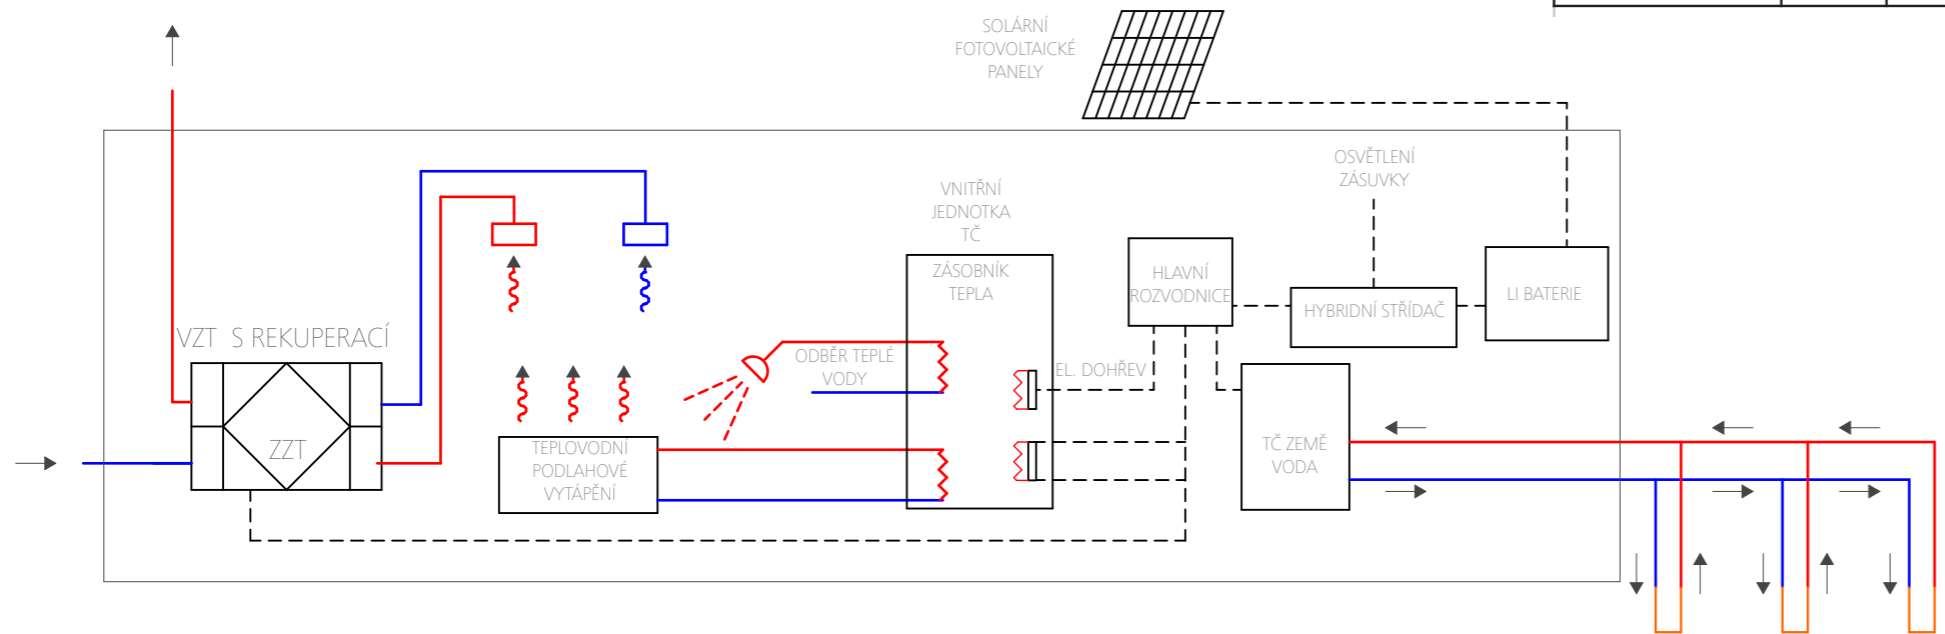 SOLÁRNÍ
FOTOVOLTAICKÉ
PANELY
OSVĚTLENÍ
ZÁSUVKY
VNITŘNÍ
JEDNOTKA
TČ
ZÁSOBNÍK
TEPLA
HLAVNÍ
ROZVODNICE
HYBRIDNÍ STŘÍDAČ
LI BATERIE
VZT S REKUPERACÍ
ZZT
ODBĚR TEPLÉ
VODY
EL. DOHŘEV
TEPLOVODNÍ
PODLAHOVÉ
VYTÁPĚNÍ
TČ ZEMĚ
VODA